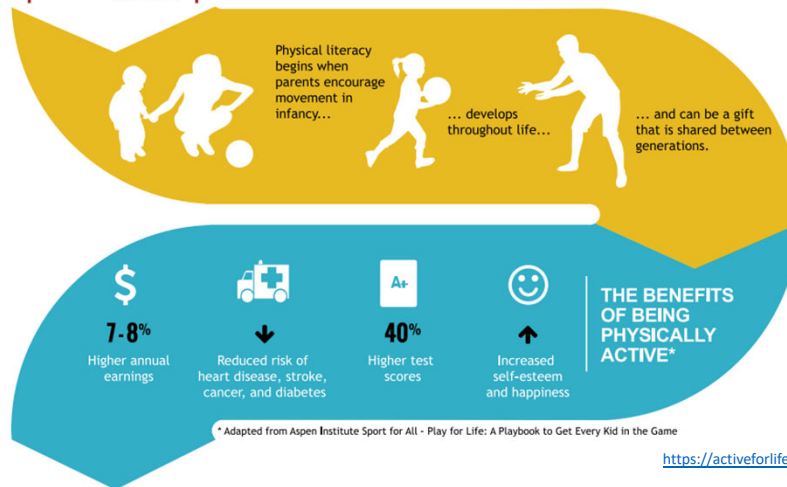 Physical literacy
begins when
parents encourage
movement in
infancy...
... develops
throughout life...
... and can be a gift
that is shared between
generations.
$
7-8%
Higher annual
earnings
Reduced risk of
heart disease, stroke,
cancer, and diabetes
A+
40%
Higher test
scores
Increased
self-esteem
and happiness
THE BENEFITS
OF BEING
PHYSICALLY
ACTIVE*
* Adapted from Aspen Institute Sport for All - Play for Life: A Playbook to Get Every Kid in the Game
https://activeforlife